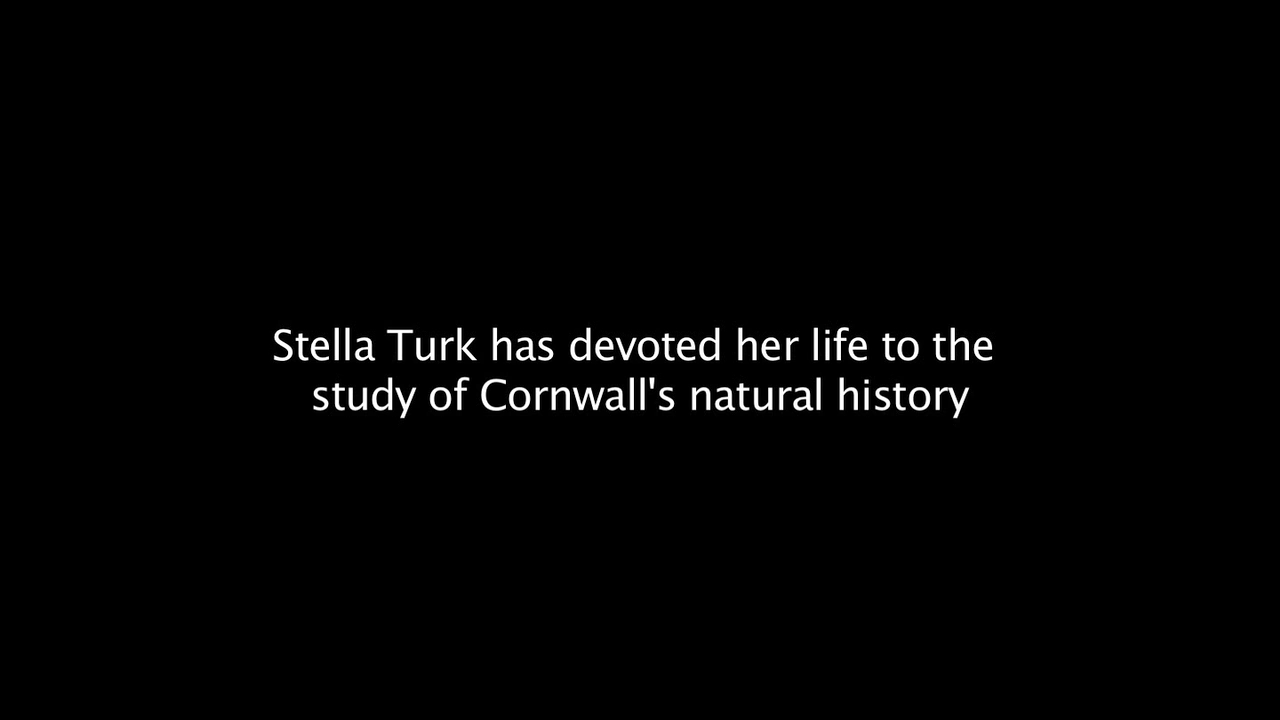 Stella Turk has devoted her life to the
study of Cornwall's natural history